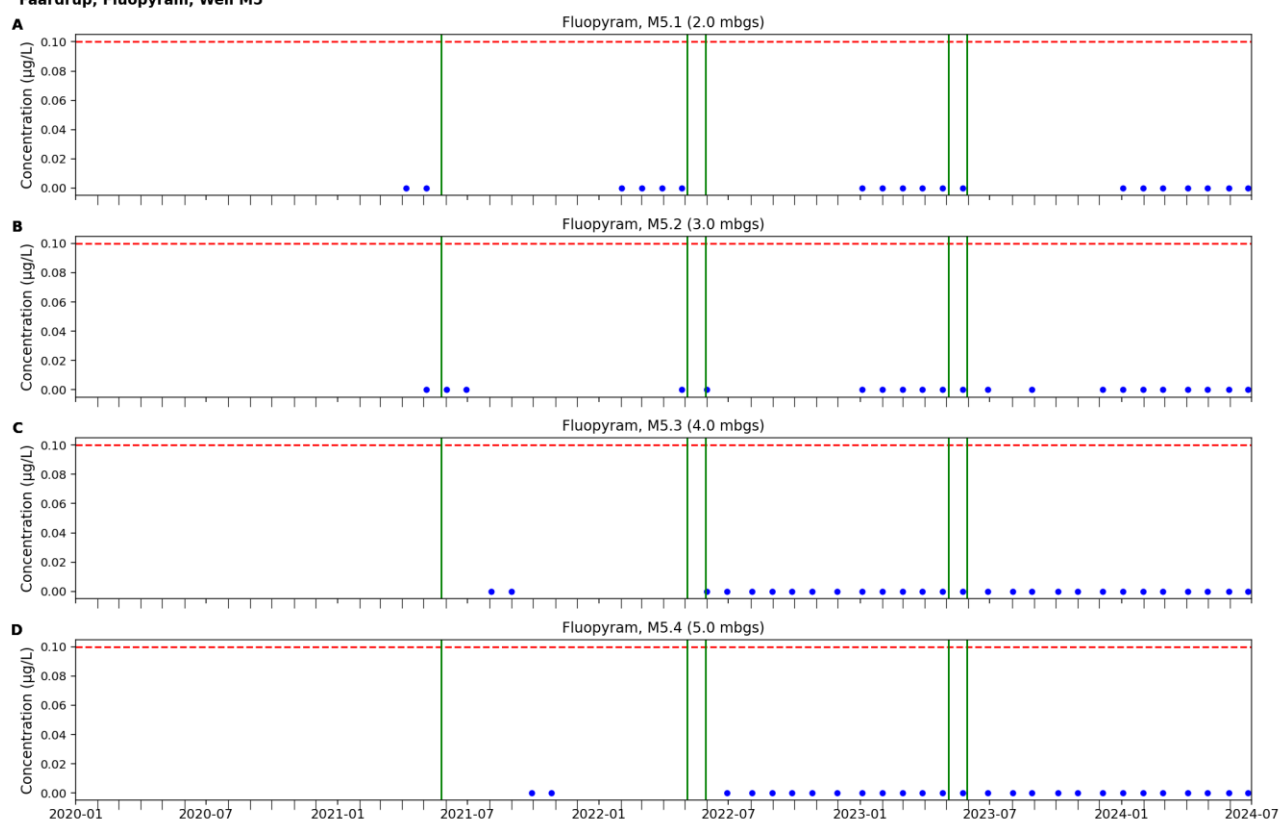 Faardrup, Fluopyram, Well M5
A
Fluopyram, M5.1 (2.0 mbgs)
Concentration (µg/L)
0.10
0.08
0.06
0.04
0.02
0.00
B
Fluopyram, M5.2 (3.0 mbgs)
Concentration (µg/L)
0.10
0.08
0.06
0.04
0.02
0.00
C
Fluopyram, M5.3 (4.0 mbgs)
Concentration (µg/L)
0.10
0.08
0.06
0.04
0.02
0.00
D
Fluopyram, M5.4 (5.0 mbgs)
Concentration (µg/L)
0.10
0.08
0.06
0.04
0.02
0.00
2020-01 2020-07 2021-01 2021-07 2022-01 2022-07 2023-01 2023-07 2024-01 2024-07